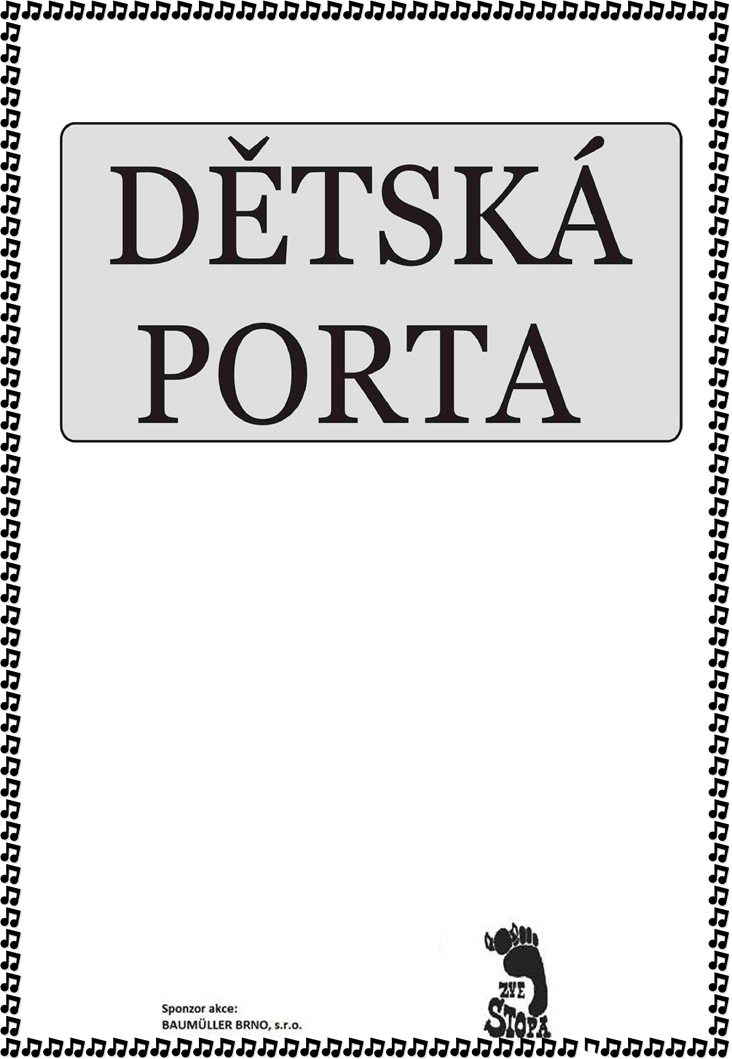 DĚTSKÁ
PORTA
Sponzor akce:
BAUMÜLLER BRNO, s.r.o.
ZVE
STOPA